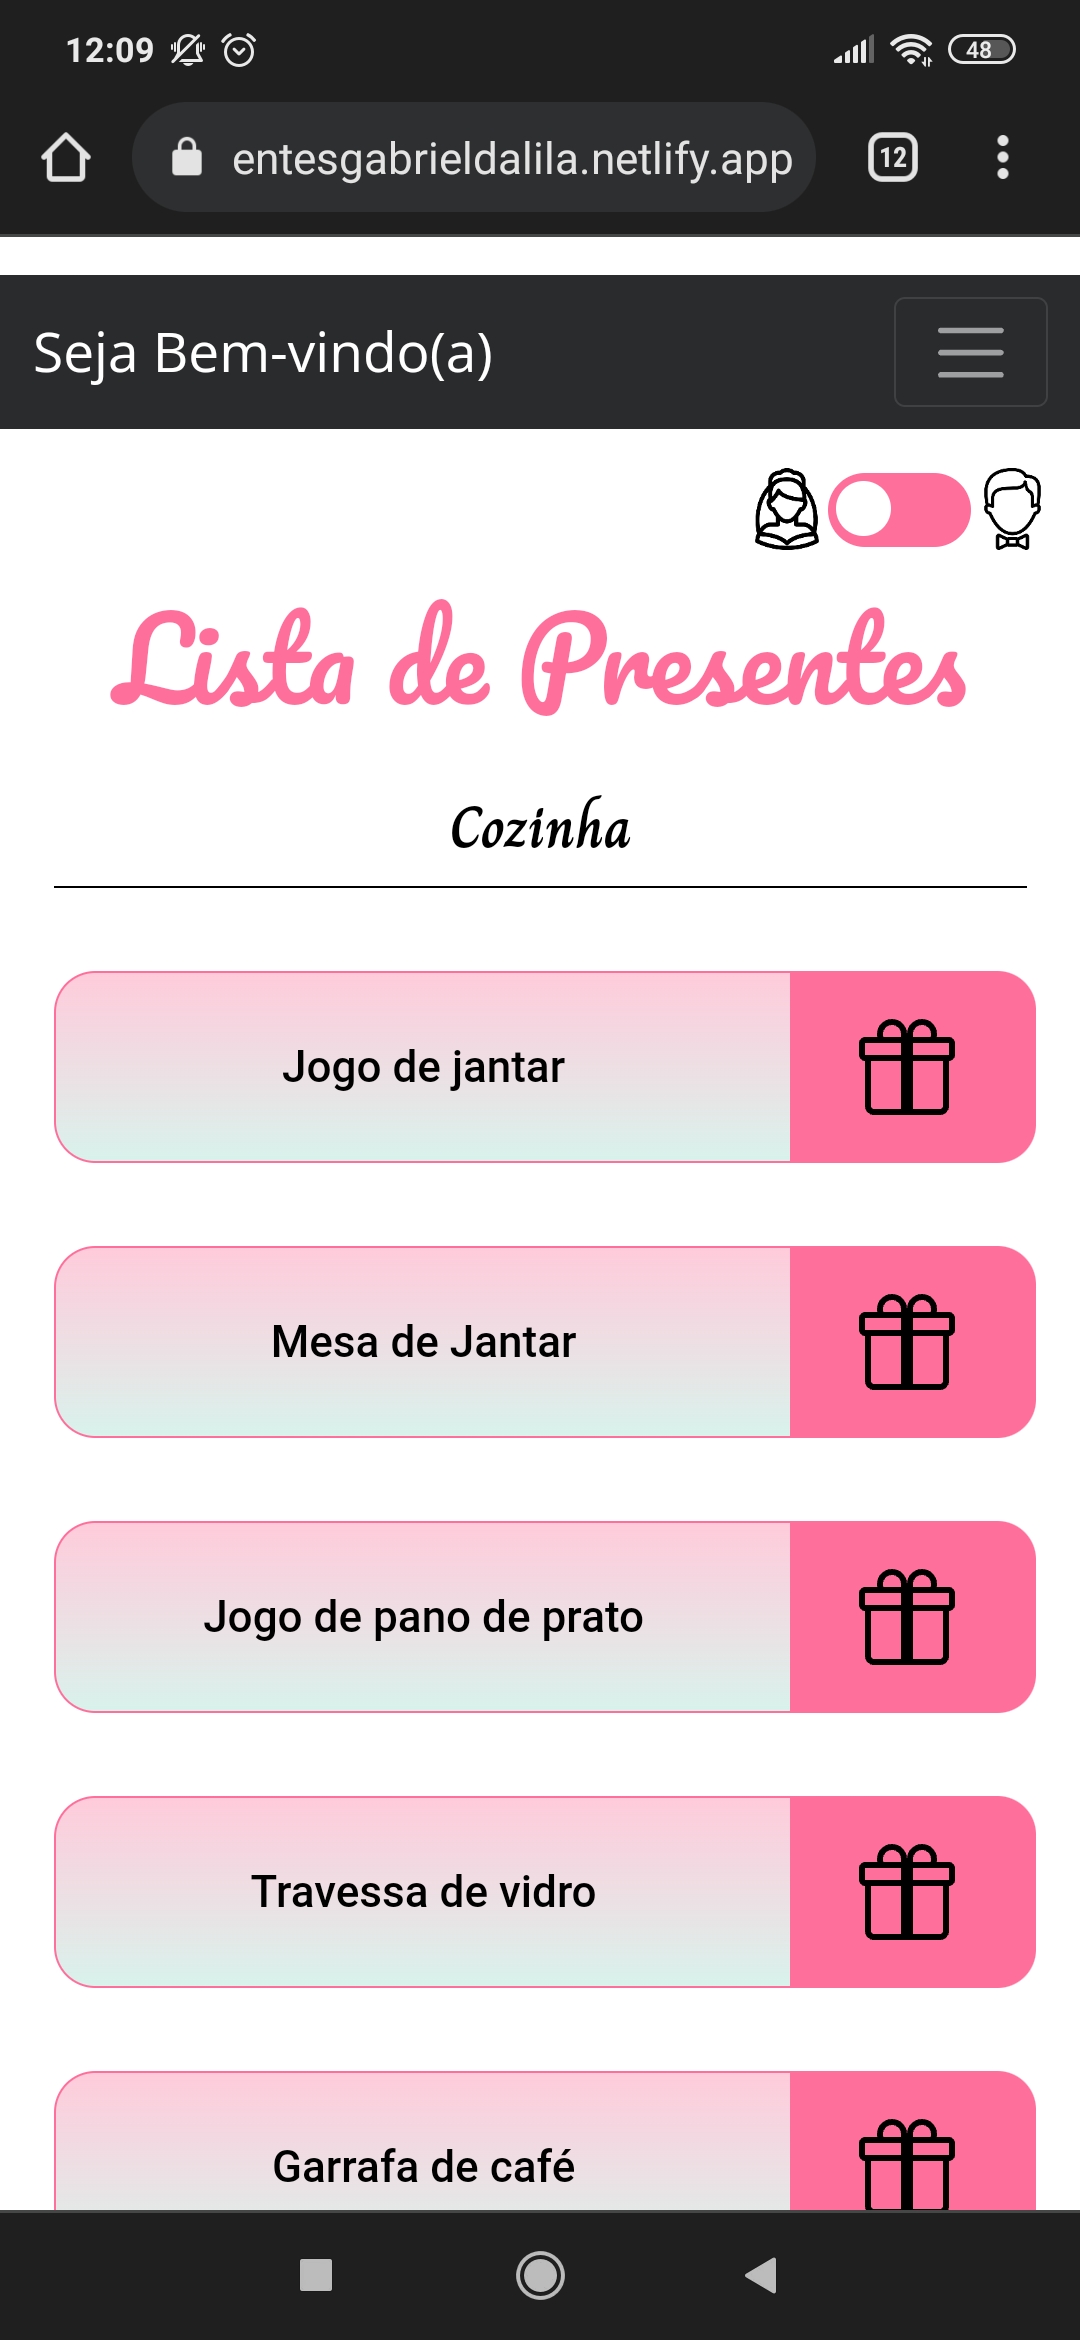 12:09
48
entesgabrieldalila.netlify.app
12
Seja Bem-vindo(a)
Lista de Presentes
Cozinha
Jogo de jantar
Mesa de Jantar
Jogo de pano de prato
Travessa de vidro
Garrafa de café